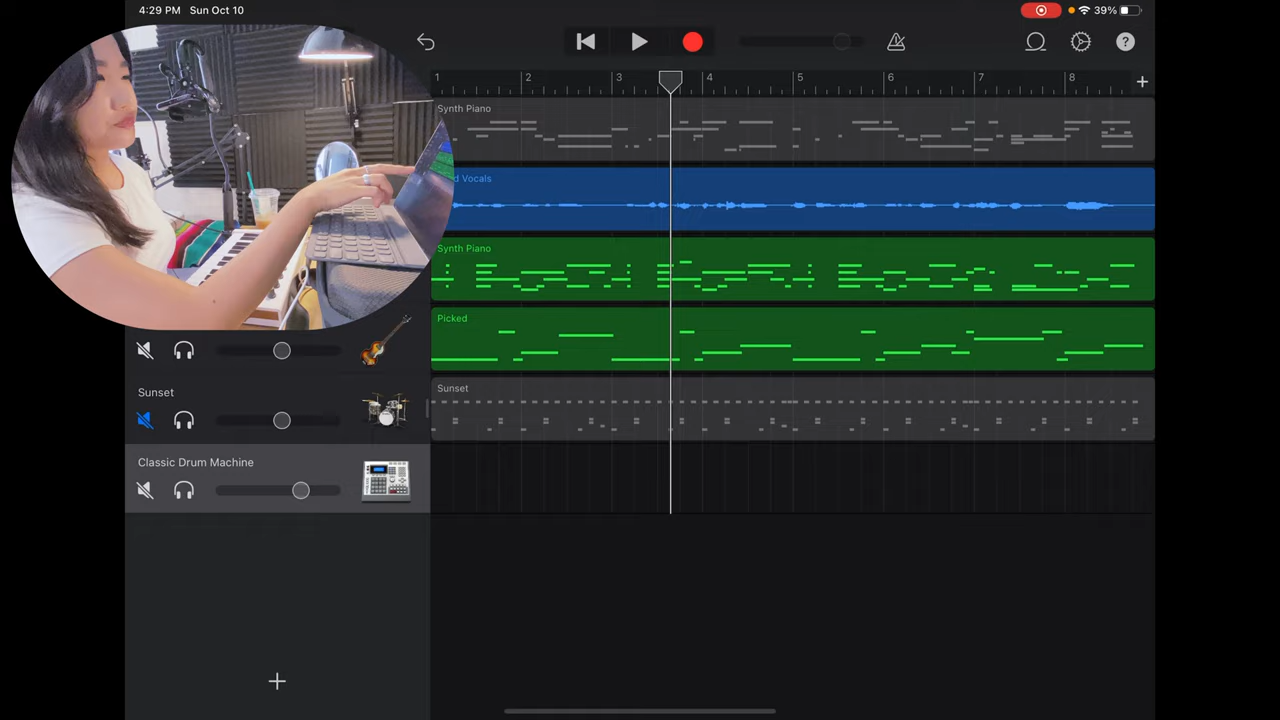 4:29 PM Sun Oct 10
39%
?
1 2 3 4 5 6 7 8 +
Synth Piano
d Vocals
Synth Piano
Picked
Sunset
Sunset
Classic Drum Machine
+